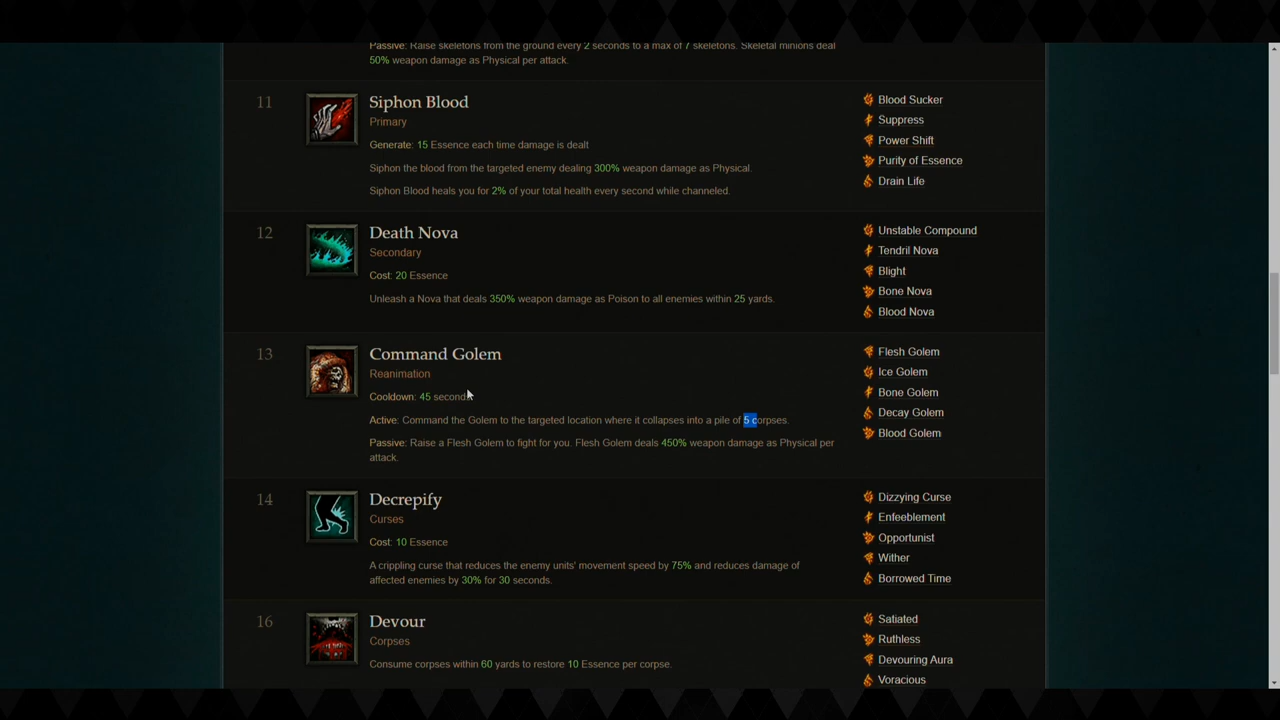 Passive: Raise skeletons from the ground every 2 seconds to a max of 7 skeletons. Skeletal minions deal
50% weapon damage as Physical per attack.
11
Siphon Blood
Primary
Generate: 15 Essence each time damage is dealt
Siphon the blood from the targeted enemy dealing 300% weapon damage as Physical.
Siphon Blood heals you for 2% of your total health every second while channeled.
Blood Sucker
Suppress
Power Shift
Purity of Essence
Drain Life
12
Death Nova
Secondary
Cost: 20 Essence
Unleash a Nova that deals 350% weapon damage as Poison to all enemies within 25 yards.
Unstable Compound
Tendril Nova
Blight
Bone Nova
Blood Nova
13
Command Golem
Reanimation
Cooldown: 45 seconds
Active: Command the Golem to the targeted location where it collapses into a pile of 5 corpses.
Passive: Raise a Flesh Golem to fight for you. Flesh Golem deals 450% weapon damage as Physical per
attack.
Flesh Golem
Ice Golem
Bone Golem
Decay Golem
Blood Golem
14
Decrepify
Curses
Cost: 10 Essence
A crippling curse that reduces the enemy units' movement speed by 75% and reduces damage of
affected enemies by 30% for 30 seconds.
Dizzying Curse
Enfeeblement
Opportunist
Wither
Borrowed Time
16
Devour
Corpses
Consume corpses within 60 yards to restore 10 Essence per corpse.
Satiated
Ruthless
Devouring Aura
Voracious